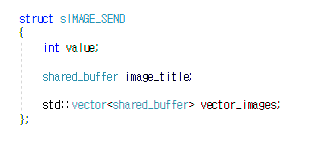 struct sIMAGE_SEND
{
int value;
shared_buffer image_title;
std::vector<shared_buffer> vector_images;
};